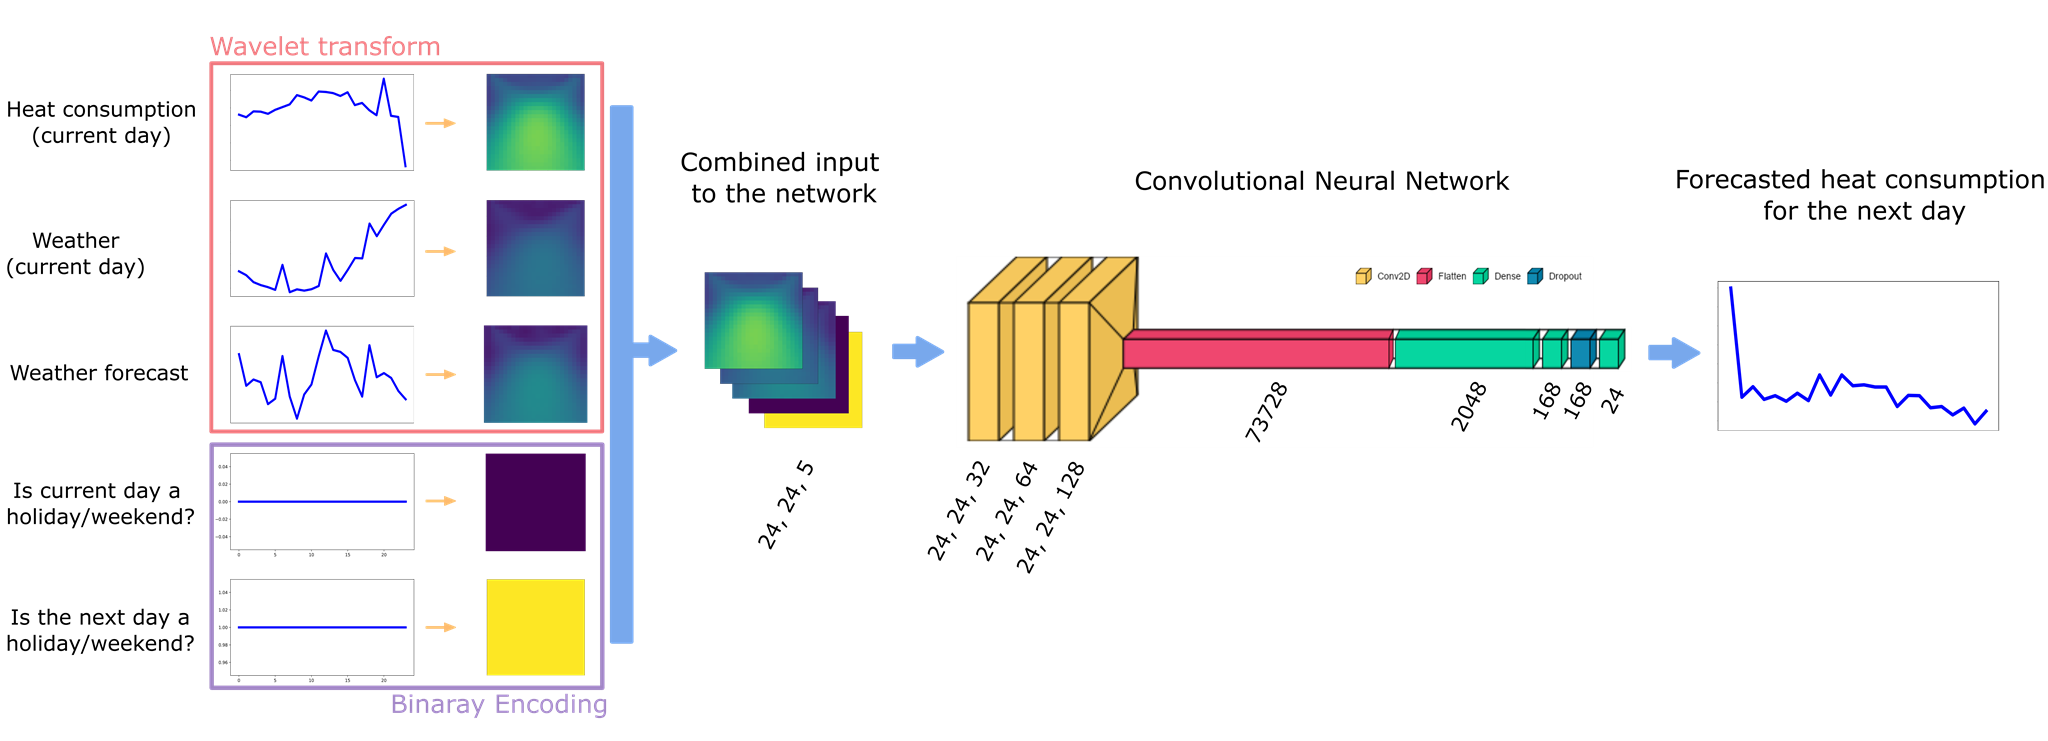 Wavelet transform
Heat consumption
(current day)
Weather
(current day)
Weather forecast
Is current day a
holiday/weekend?
0.04
0.02
0.00
−0.02
−0.04
0
5
10
15
20
Is the next day a
holiday/weekend?
1.04
1.02
1.00
0.98
0.96
0
5
10
15
20
Binaray Encoding
Combined input
to the network
24, 24, 5
Convolutional Neural Network
Conv2D
Flatten
Dense
Dropout
24, 24, 32
24, 24, 64
24, 24, 128
73728
2048
168
168
24
Forecasted heat consumption
for the next day